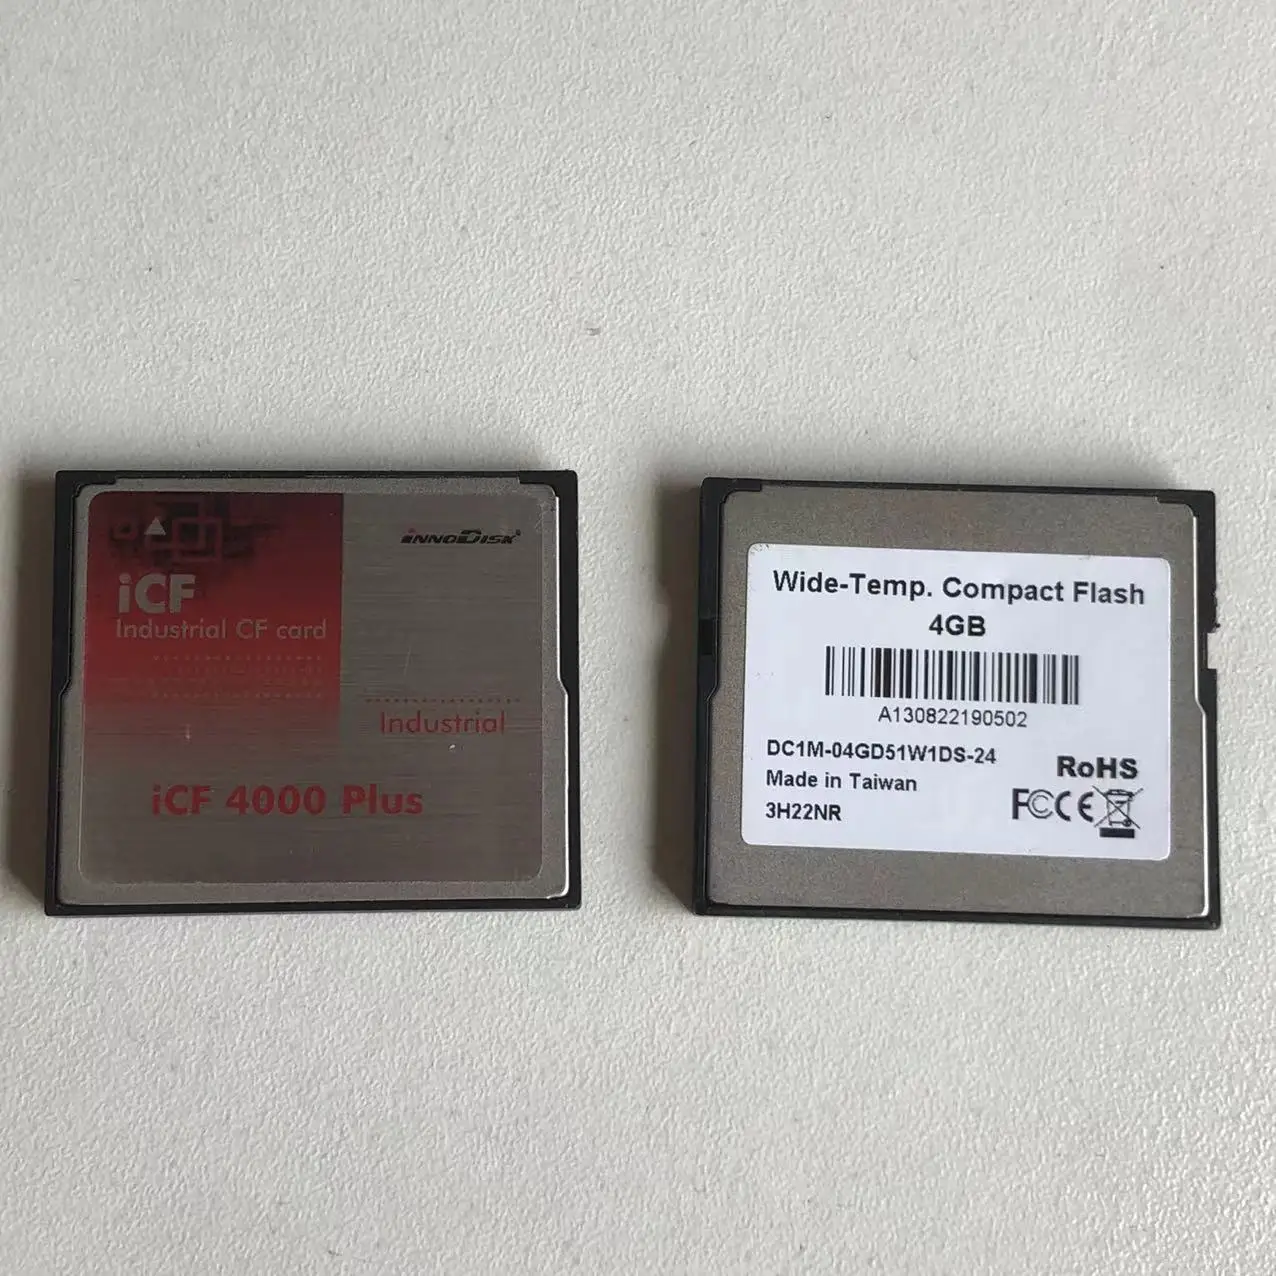 iCF
Industrial CF card
INNODISK
Industrial
iCF 4000 Plus
Wide-Temp. Compact Flash
4GB
A130822190502
DC1M-04GD51W1DS-24
Made in Taiwan
3H22NR
RoHS
FC CE